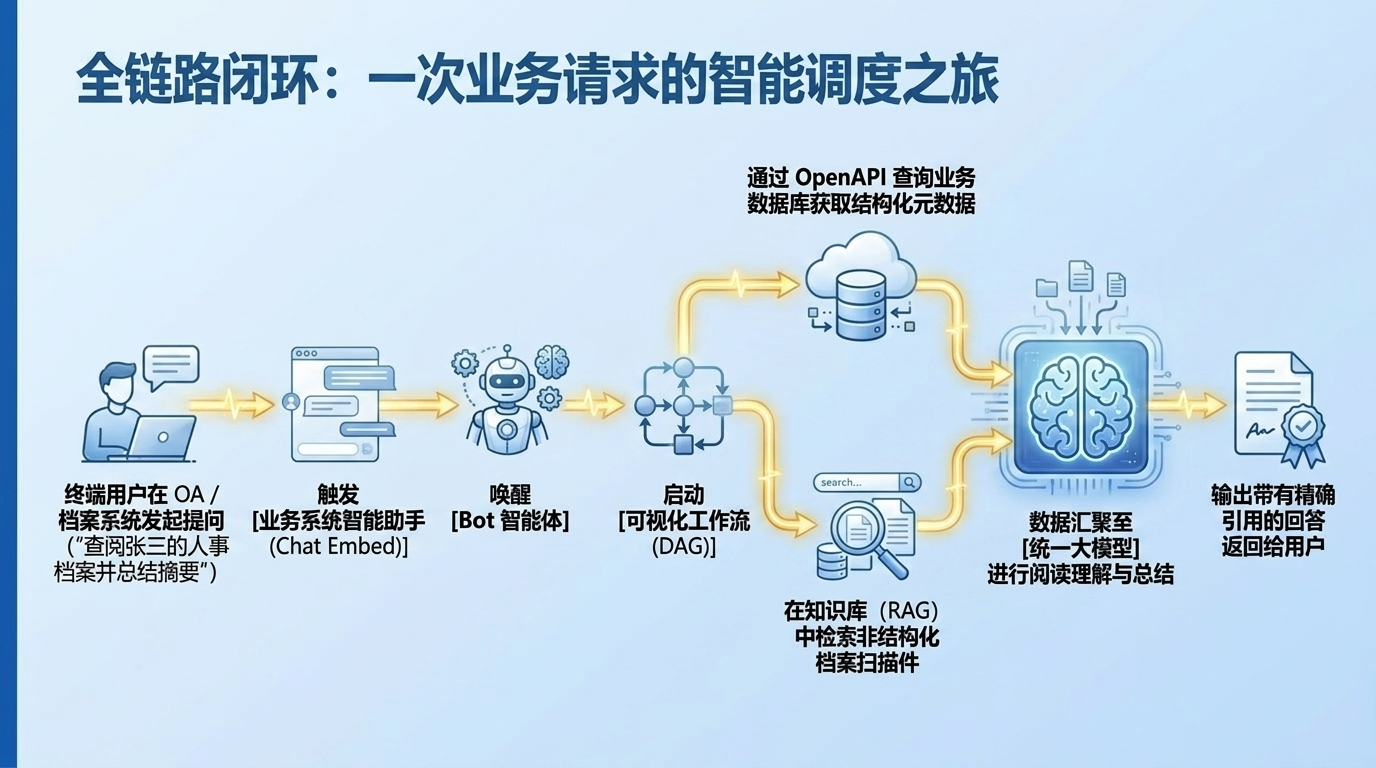 全链路闭环：一次业务请求的智能调度之旅
通过 OpenAPI 查询业务
数据库获取结构化元数据
终端用户在 OA /
档案系统发起提问
（“查阅张三的人事
档案并总结摘要”）
触发
[业务系统智能助手
(Chat Embed)]
唤醒
[Bot 智能体]
启动
[可视化工作流
(DAG)]
search...
在知识库（RAG）
中检索非结构化
档案扫描件
数据汇聚至
[统一大模型]
进行阅读理解与总结
输出带有精确
引用的回答
返回给用户